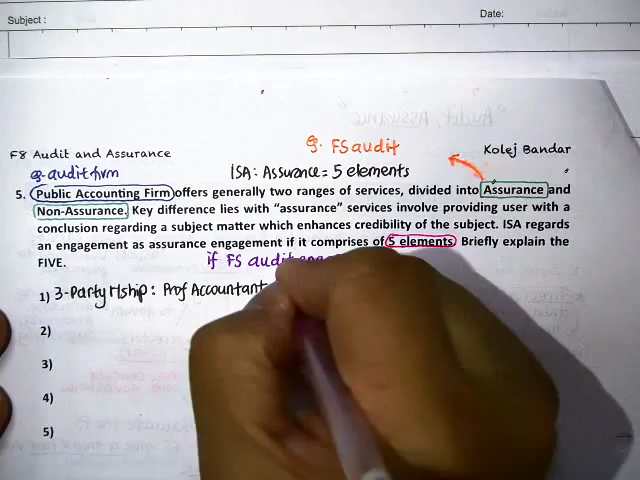 Subject :
Date:
eg. FS audit
F8 Audit and Assurance
Kolej Bandar
eg. audit firm
ISA: Assurance = 5 elements
5. Public Accounting Firm offers generally two ranges of services, divided into Assurance and
Non-Assurance. Key difference lies with "assurance" services involve providing user with a
conclusion regarding a subject matter which enhances credibility of the subject. ISA regards
an engagement as assurance engagement if it comprises of 5 elements Briefly explain the
FIVE.
if FS audit
1) 3-Party r/ship: Prof Accountant
2)
3)
4)
5)